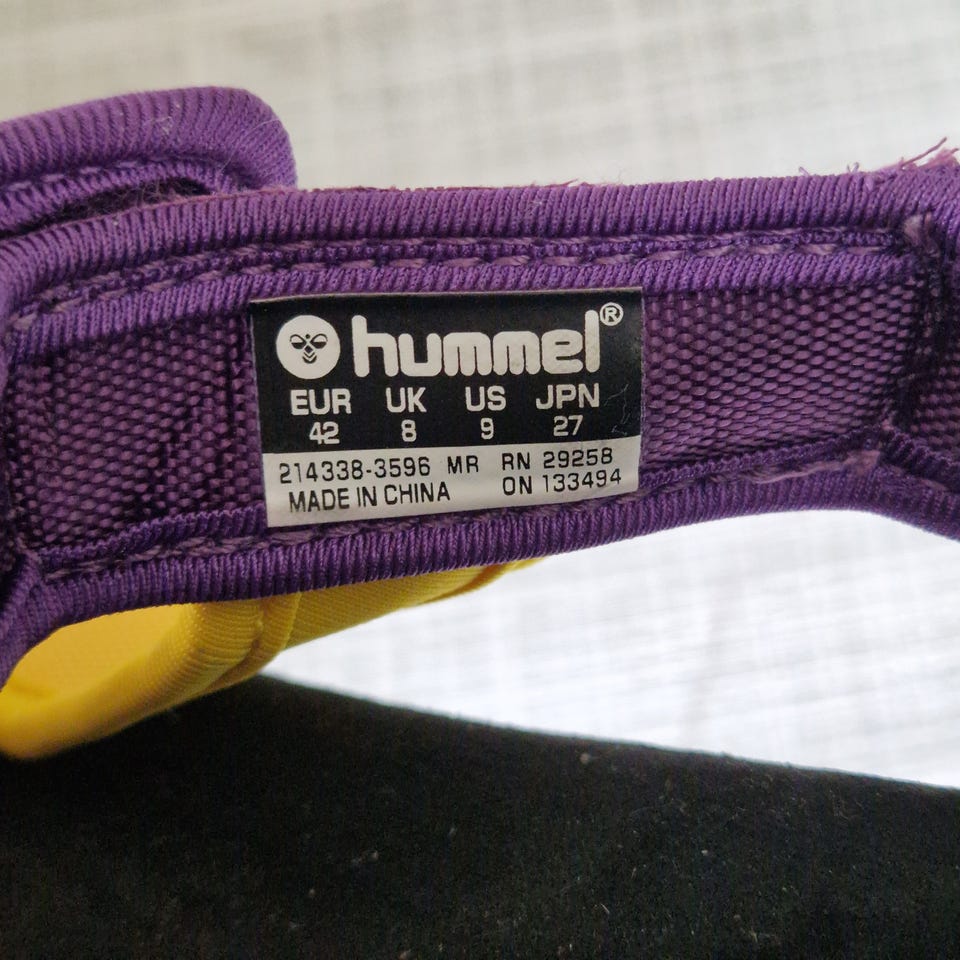 hummel®
EUR UK US JPN
42 8 9 27
214338-3596 MR RN 29258
MADE IN CHINA ON 133494